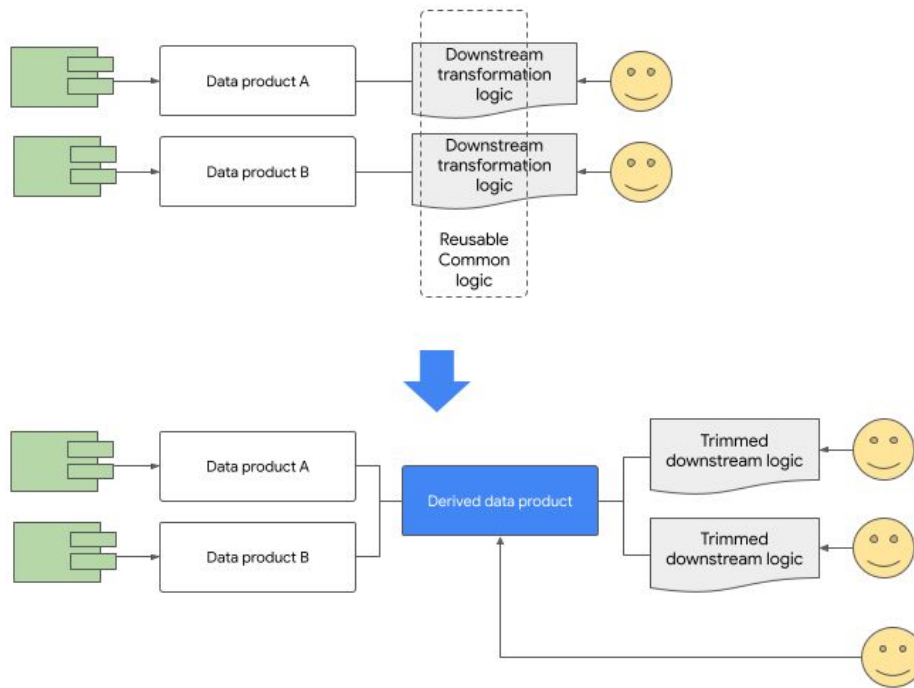 Data product A
Downstream
transformation
logic
Data product B
Downstream
transformation
logic
Reusable
Common
logic
Data product A
Data product B
Derived data product
Trimmed
downstream logic
Trimmed
downstream logic